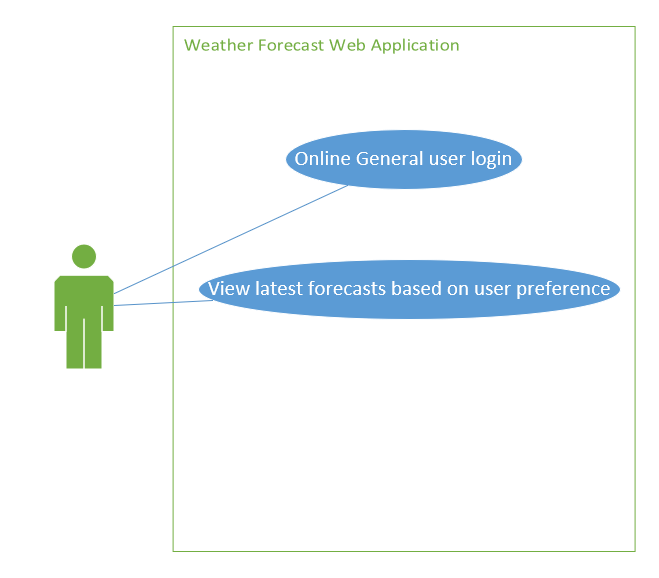 Weather Forecast Web Application
Online General user login
View latest forecasts based on user preference